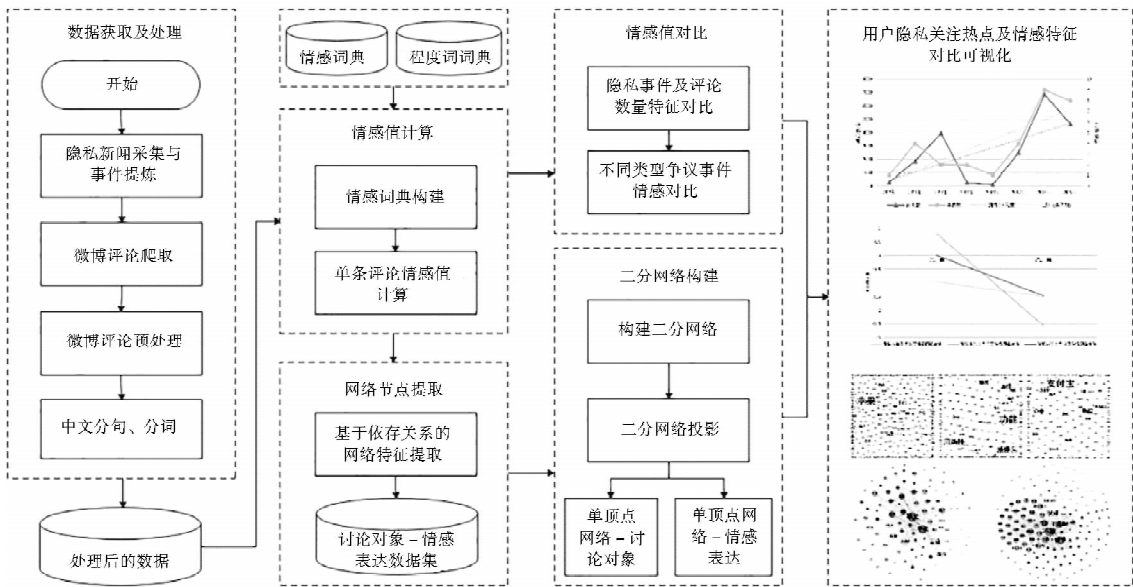 数据获取及处理
开始
隐私新闻采集与
事件提炼
微博评论爬取
微博评论预处理
中文分句、分词
处理后的数据
情感词典
程度词词典
情感值计算
情感词典构建
单条评论情感值
计算
网络节点提取
基于依存关系的
网络特征提取
讨论对象-情感
表达数据集
情感值对比
隐私事件及评论
数量特征对比
不同类型争议事件
情感对比
二分网络构建
构建二分网络
二分网络投影
单顶点
网络-讨
论对象
单顶点网
络-情感
表达
用户隐私关注热点及情感特征
对比可视化
支付宝